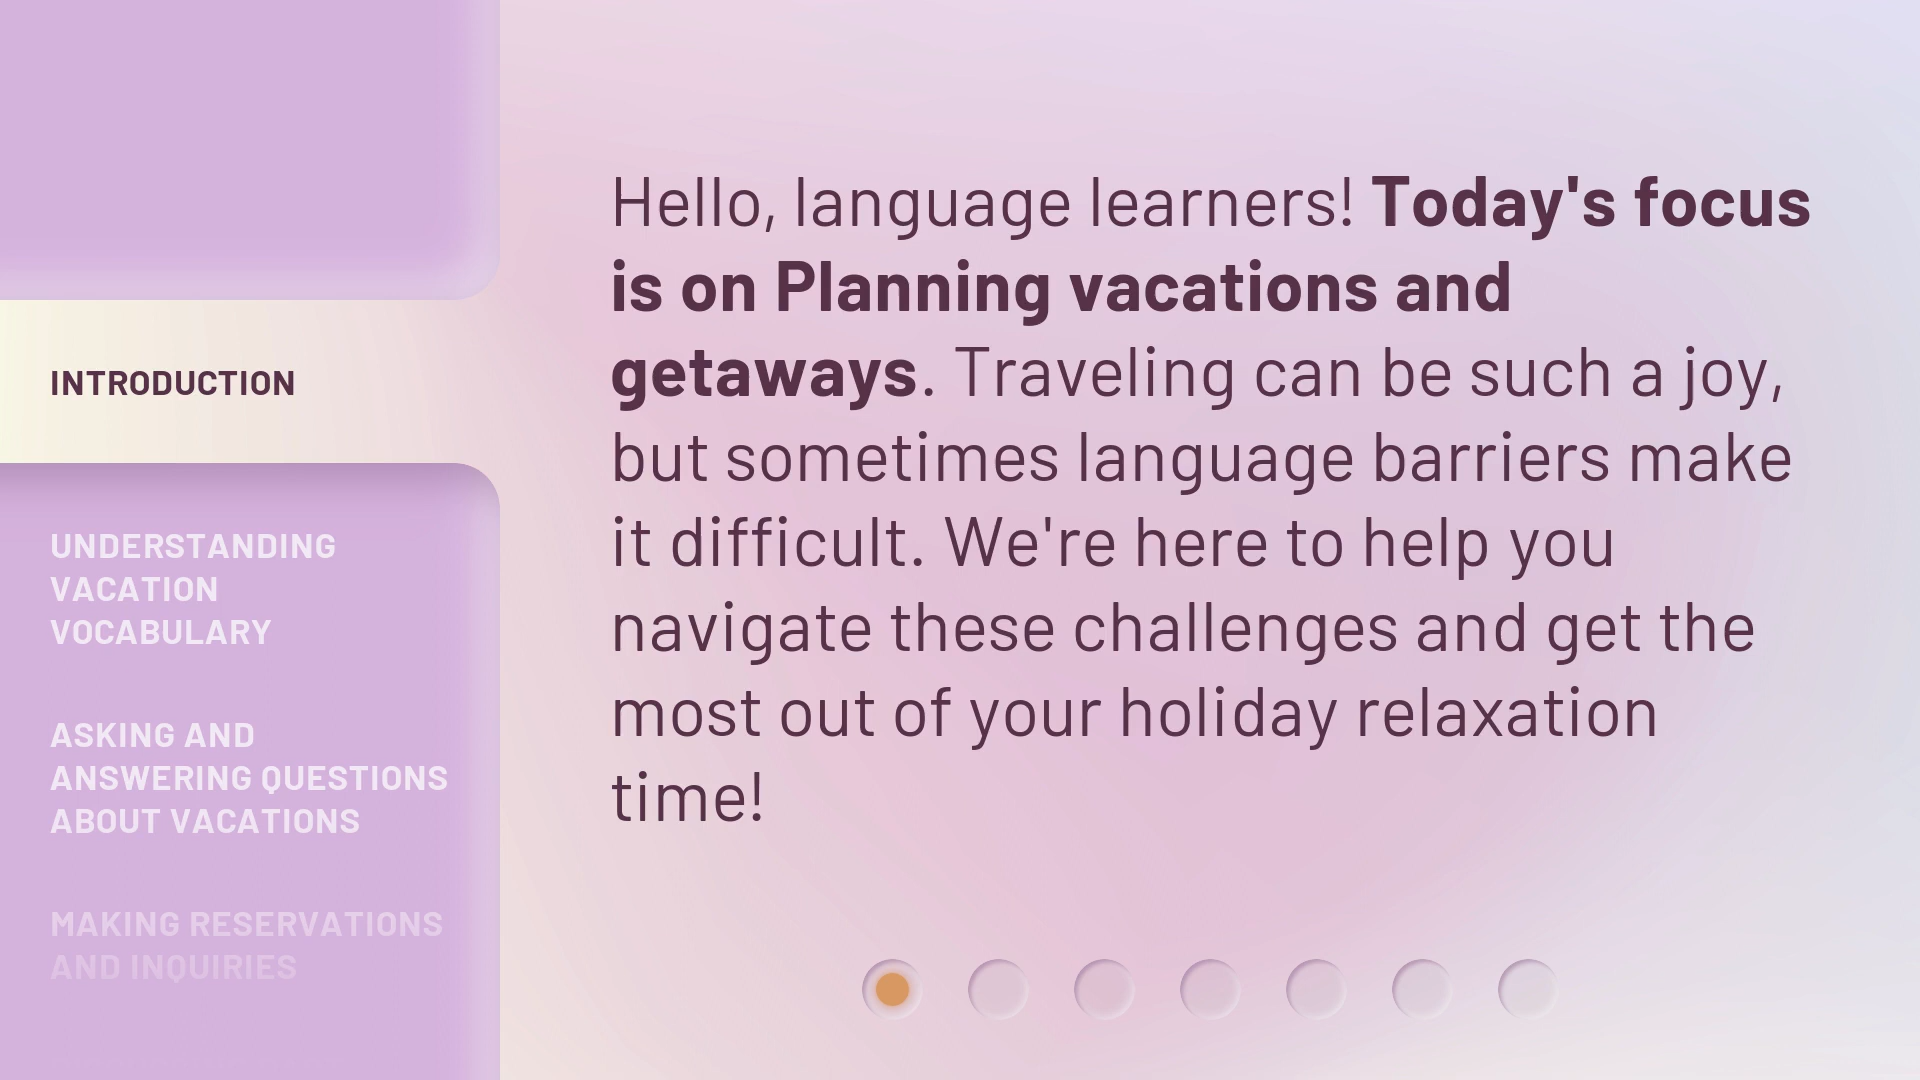 INTRODUCTION
UNDERSTANDING
VACATION
VOCABULARY
ASKING AND
ANSWERING QUESTIONS
ABOUT VACATIONS
MAKING RESERVATIONS
AND INQUIRIES
Hello, language learners! Today's focus
is on Planning vacations and
getaways. Traveling can be such a joy,
but sometimes language barriers make
it difficult. We're here to help you
navigate these challenges and get the
most out of your holiday relaxation
time!